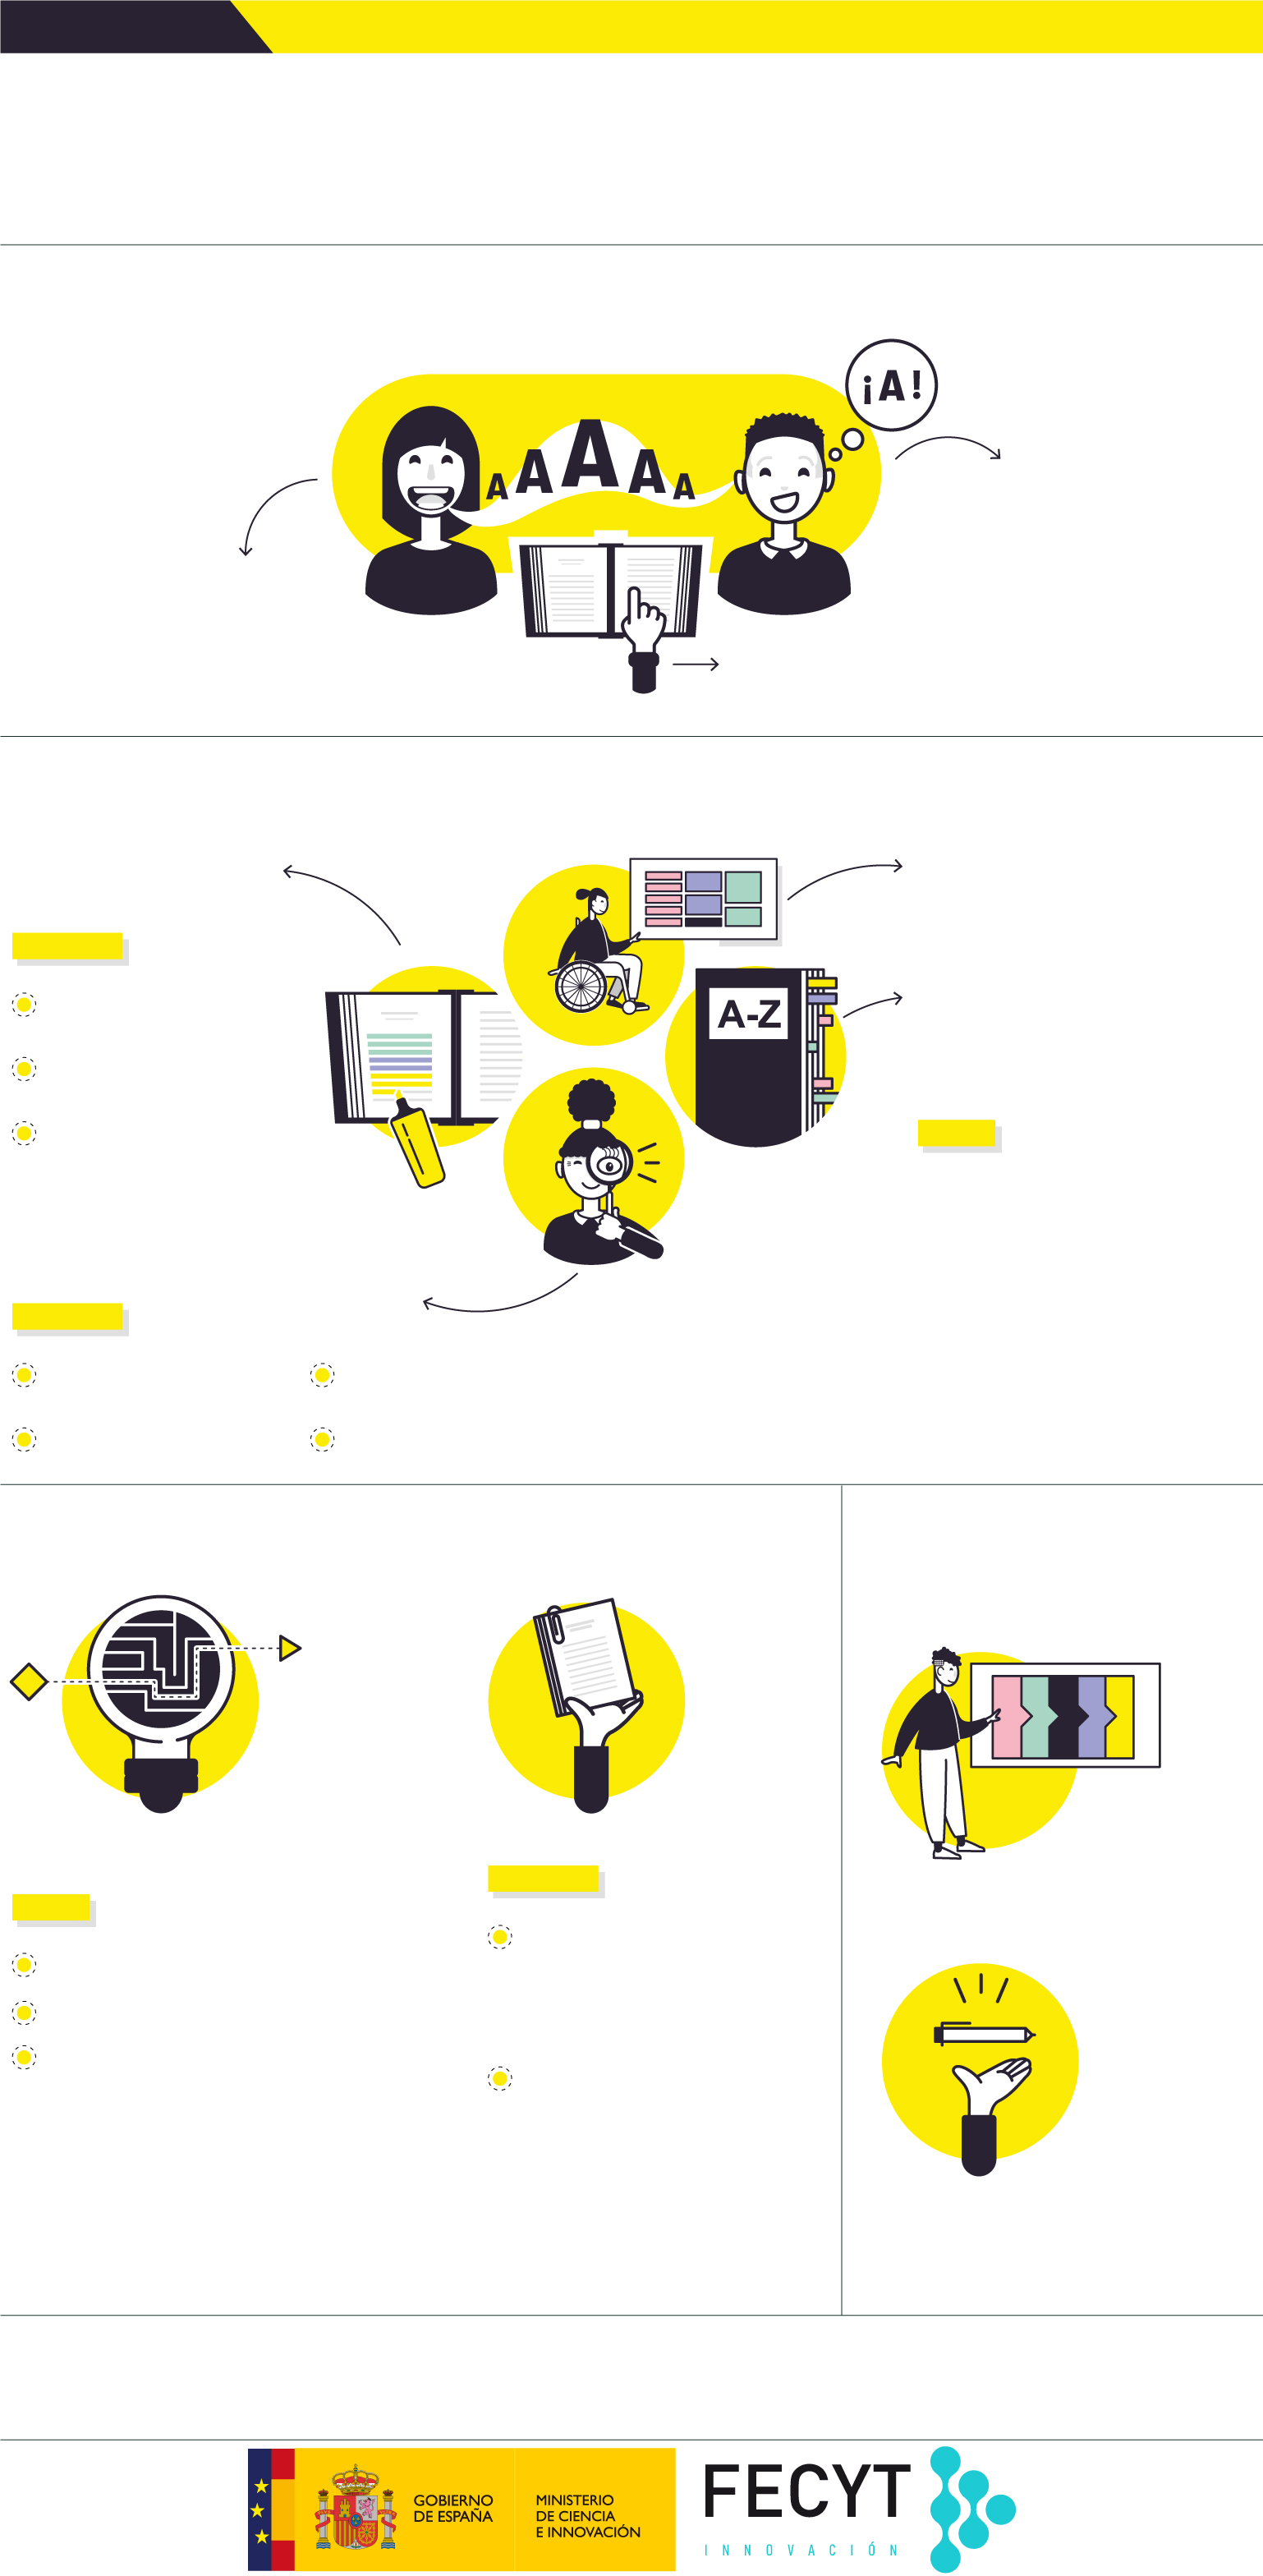 ¡A!
A A A A A
A-Z
GOBIERNO
DE ESPAÑA
MINISTERIO
DE CIENCIA
E INNOVACIÓN
FECYT
INNOVACIÓN